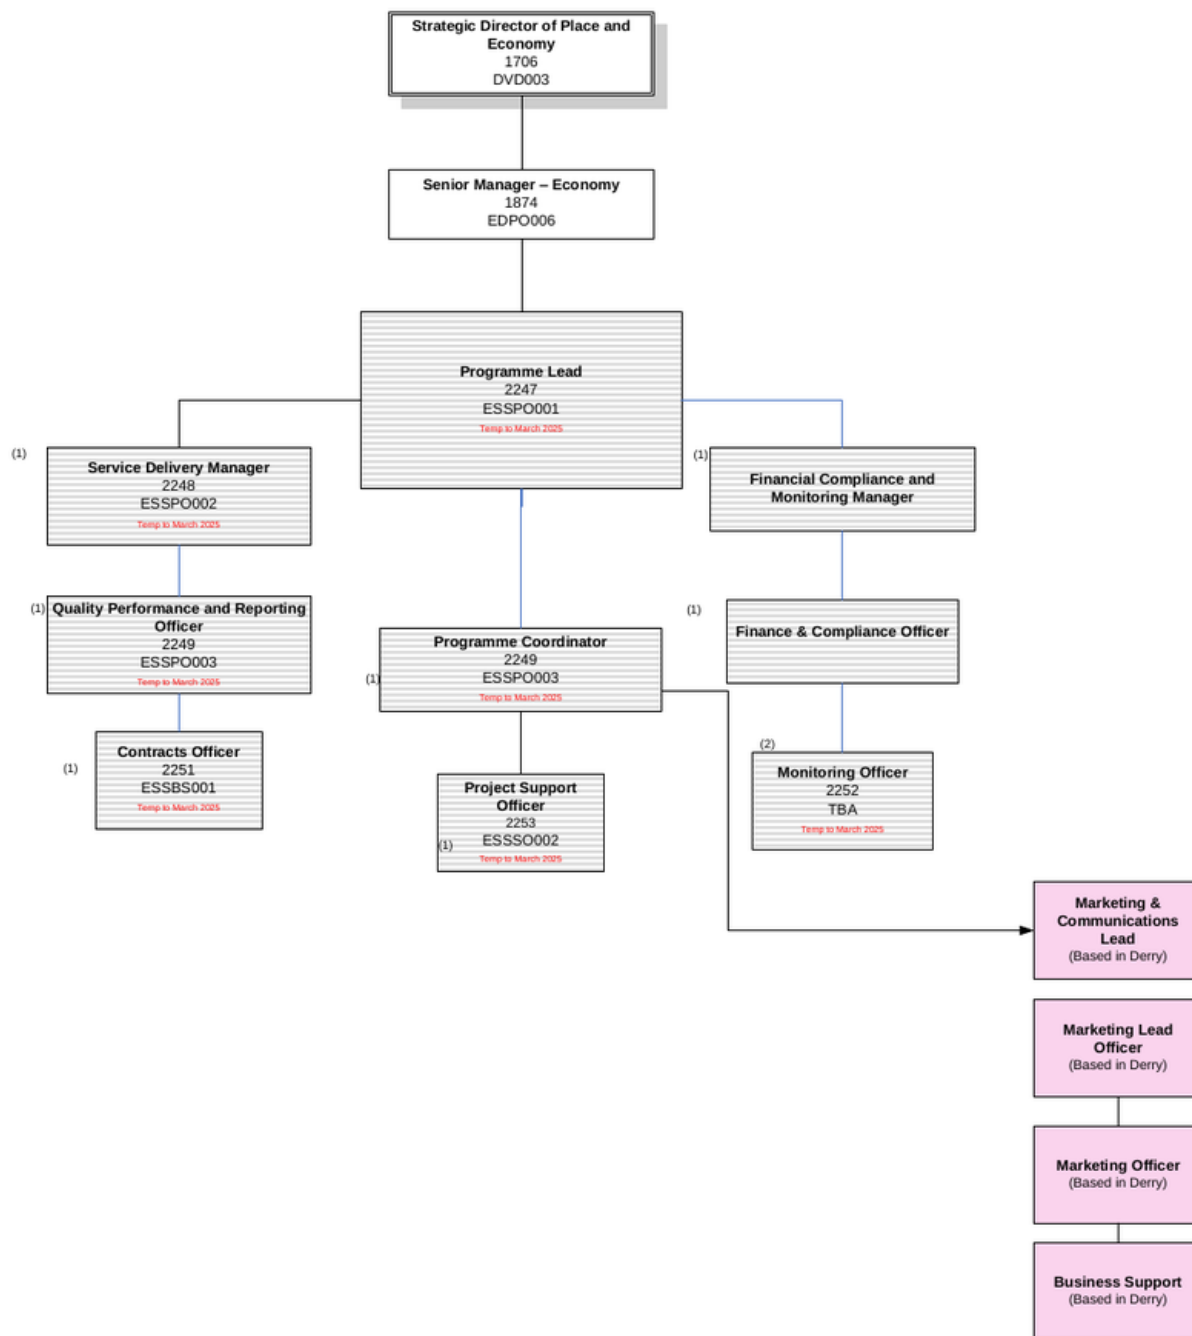 Strategic Director of Place and
Economy
1706
DVD003
Senior Manager – Economy
1874
EDPO006
Programme Lead
2247
ESSPO001
Temp to March 2025
(1)
Service Delivery Manager
2248
ESSPO002
Temp to March 2025
(1)
Financial Compliance and
Monitoring Manager
(1)
Quality Performance and Reporting
Officer
2249
ESSPO003
Temp to March 2025
(1)
Programme Coordinator
2249
ESSPO003
Temp to March 2025
(1)
Finance & Compliance Officer
(1)
Contracts Officer
2251
ESSBS001
Temp to March 2025
(1)
Project Support
Officer
2253
ESSSO002
Temp to March 2025
(2)
Monitoring Officer
2252
TBA
Temp to March 2025
Marketing &
Communications
Lead
(Based in Derry)
Marketing Lead
Officer
(Based in Derry)
Marketing Officer
(Based in Derry)
Business Support
(Based in Derry)